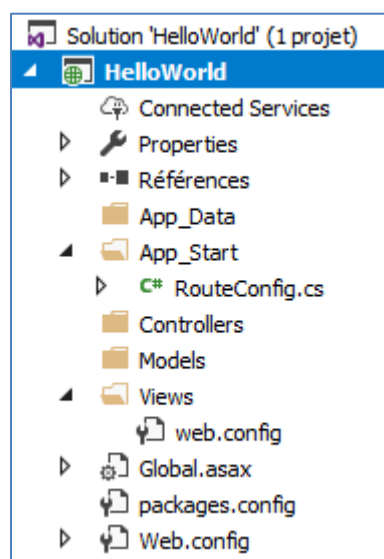 Solution 'HelloWorld' (1 projet)
HelloWorld
Connected Services
Properties
Références
App_Data
App_Start
C# RouteConfig.cs
Controllers
Models
Views
web.config
Global.asax
packages.config
Web.config